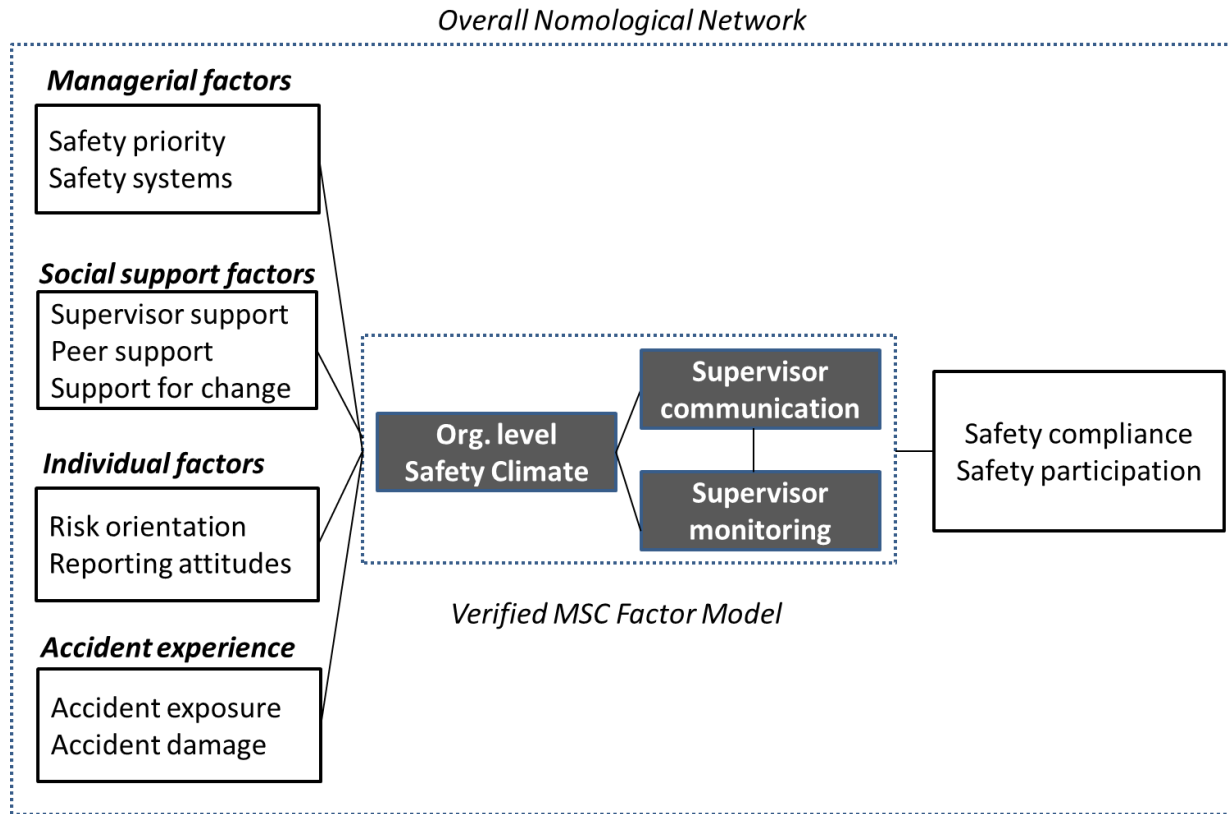 Overall Nomological Network
Managerial factors
Safety priority
Safety systems
Social support factors
Supervisor support
Peer support
Support for change
Individual factors
Risk orientation
Reporting attitudes
Accident experience
Accident exposure
Accident damage
Org. level
Safety Climate
Supervisor
communication
Supervisor
monitoring
Verified MSC Factor Model
Safety compliance
Safety participation